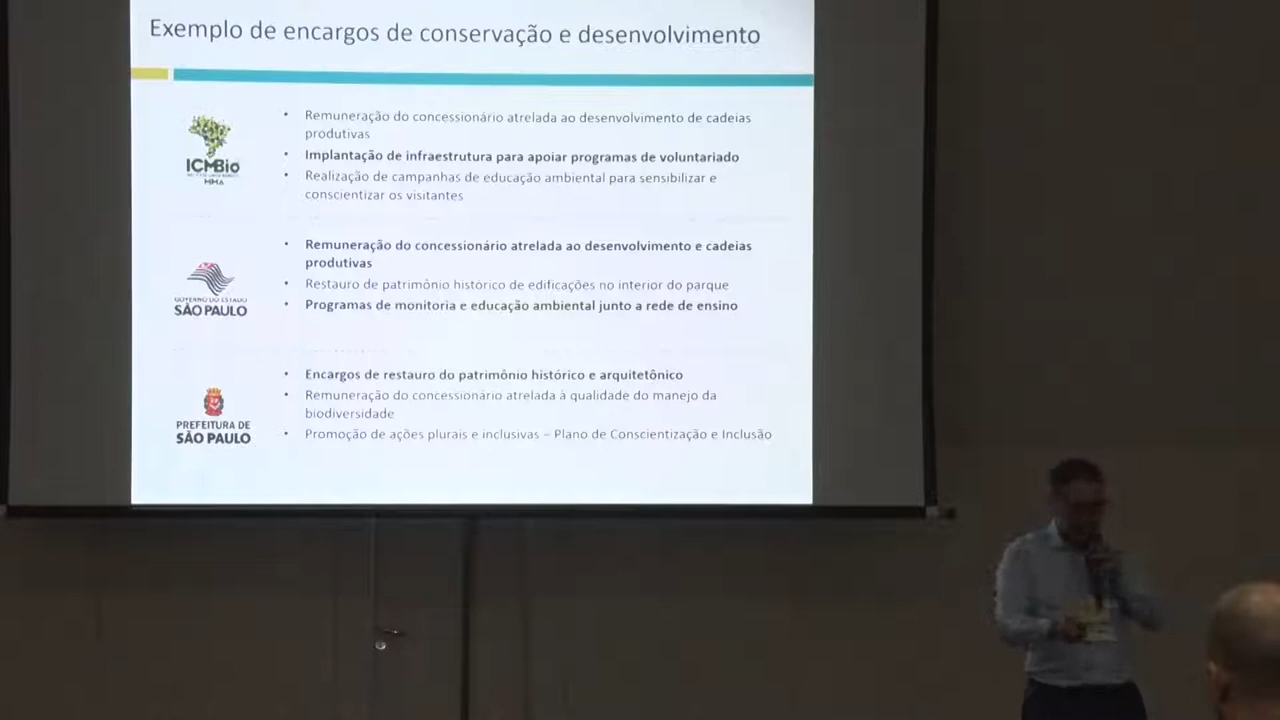 Exemplo de encargos de conservação e desenvolvimento
• Remuneração do concessionário atrelada ao desenvolvimento de cadeias
produtivas
• Implantação de infraestrutura para apoiar programas de voluntariado
• Realização de campanhas de educação ambiental para sensibilizar e
conscientizar os visitantes
ICMBio
MMA
• Remuneração do concessionário atrelada ao desenvolvimento e cadeias
produtivas
• Restauro de patrimônio histórico de edificações no interior do parque
• Programas de monitoria e educação ambiental junto a rede de ensino
GOVERNO DO ESTADO
SÃO PAULO
• Encargos de restauro do patrimônio histórico e arquitetônico
• Remuneração do concessionário atrelada à qualidade do manejo da
biodiversidade
• Promoção de ações plurais e inclusivas – Plano de Conscientização e Inclusão
PREFEITURA DE
SÃO PAULO